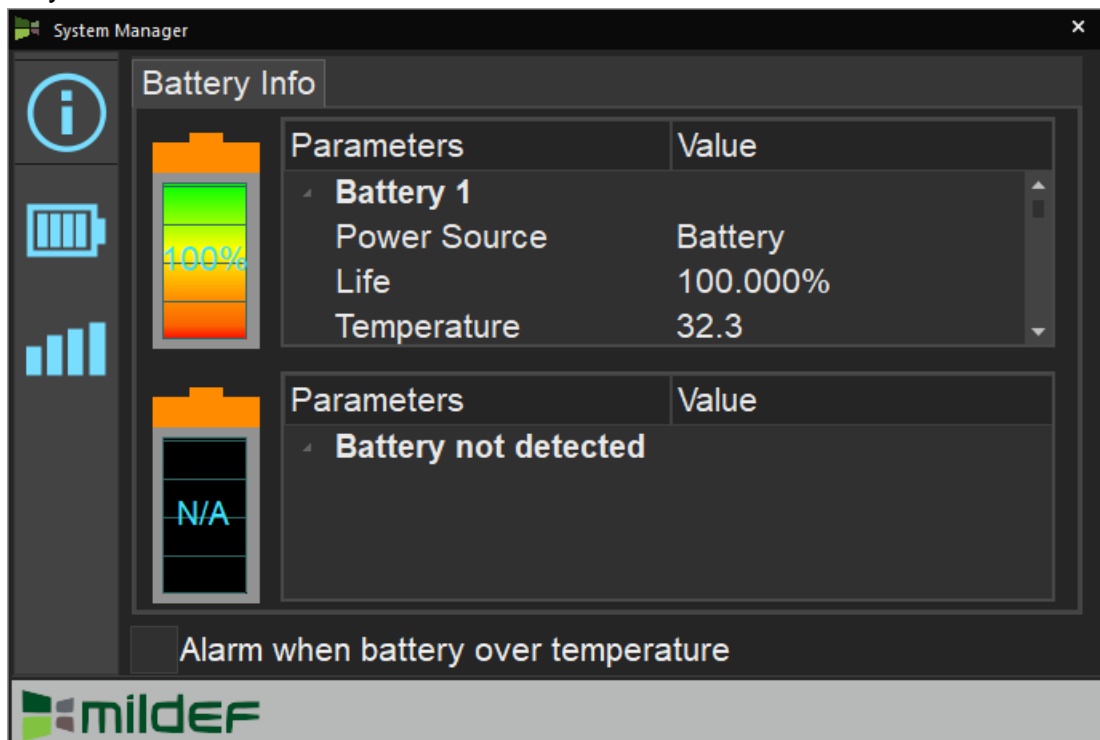 System Manager ×
Battery Info
Parameters Value
Battery 1
Power Source Battery
Life 100.000%
Temperature 32.3
100%
Parameters Value
Battery not detected
N/A
Alarm when battery over temperature
mildef